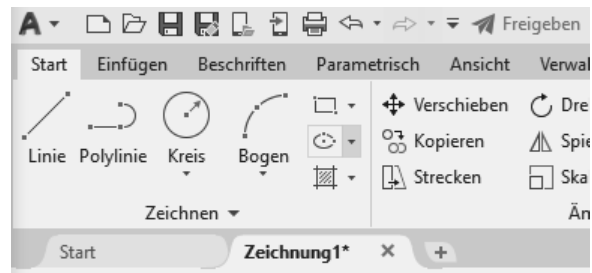 A Freigeben
Start Einfügen Beschriften Parametrisch Ansicht
Verschieben
Kopieren
Linie Polylinie Kreis Bogen
Strecken
Zeichnen
Start Zeichnung1* × +